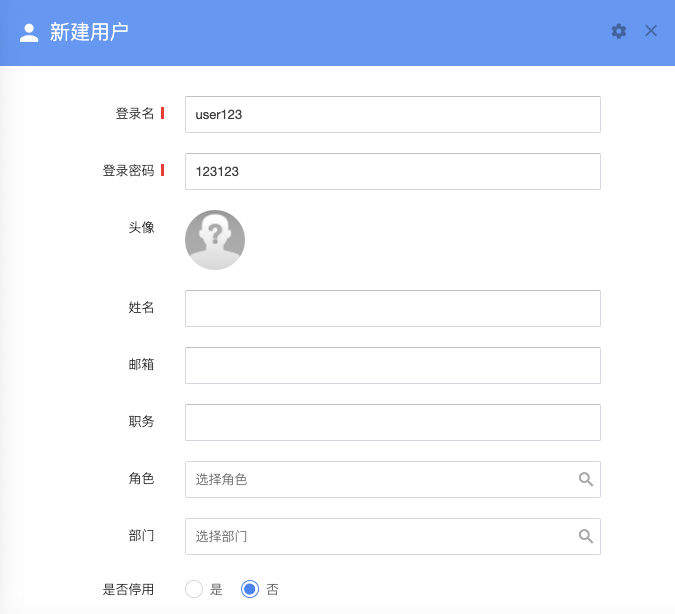 新建用户
登录名
user123
登录密码
123123
头像
姓名
邮箱
职务
角色
选择角色
部门
选择部门
是否停用
是
否